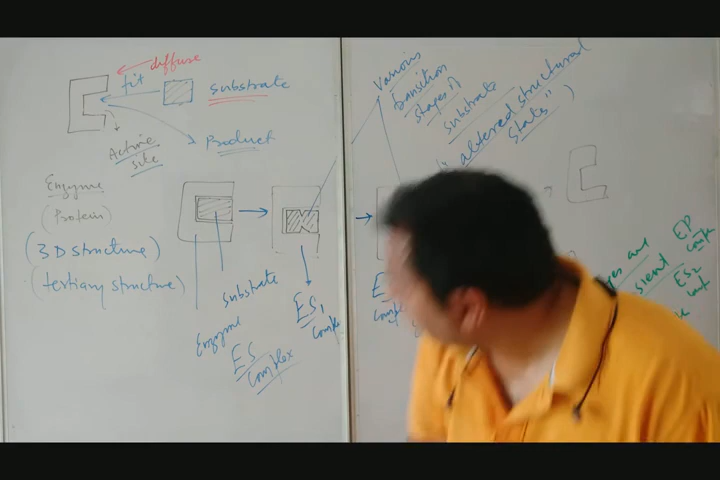 diffuse
fit
substrate
Product
Active
site
Enzyme
(Protein)
(3D structure)
(tertiary structure)
Substrate
Enzyme
ES
complex
ES1
Various
transition
stages of
substrate
"altered structural
state")
EP
ES2